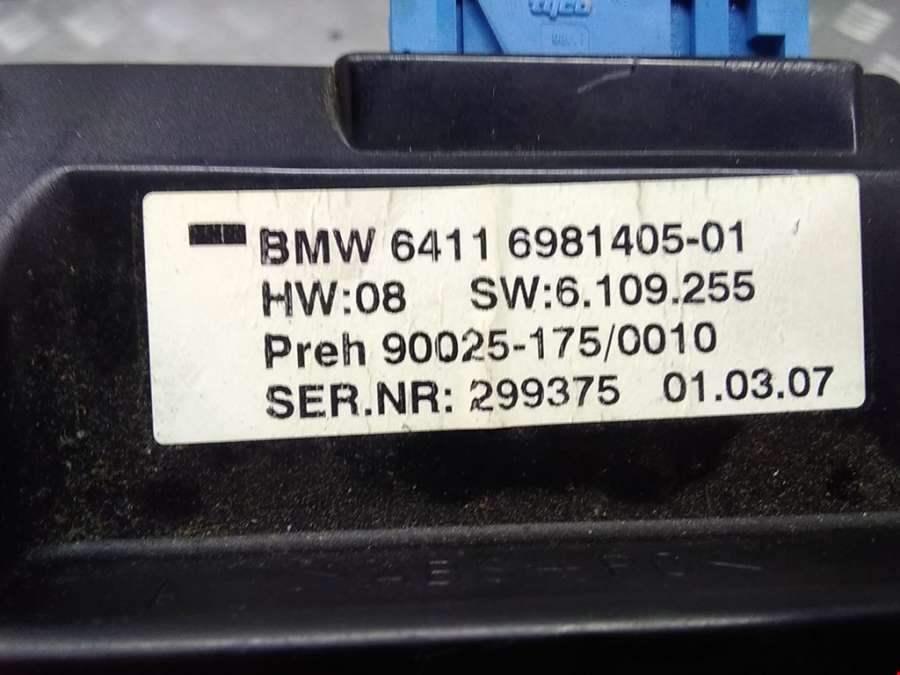 tyco
BMW 6411 6981405-01
HW:08 SW:6.109.255
Preh 90025-175/0010
SER.NR: 299375 01.03.07